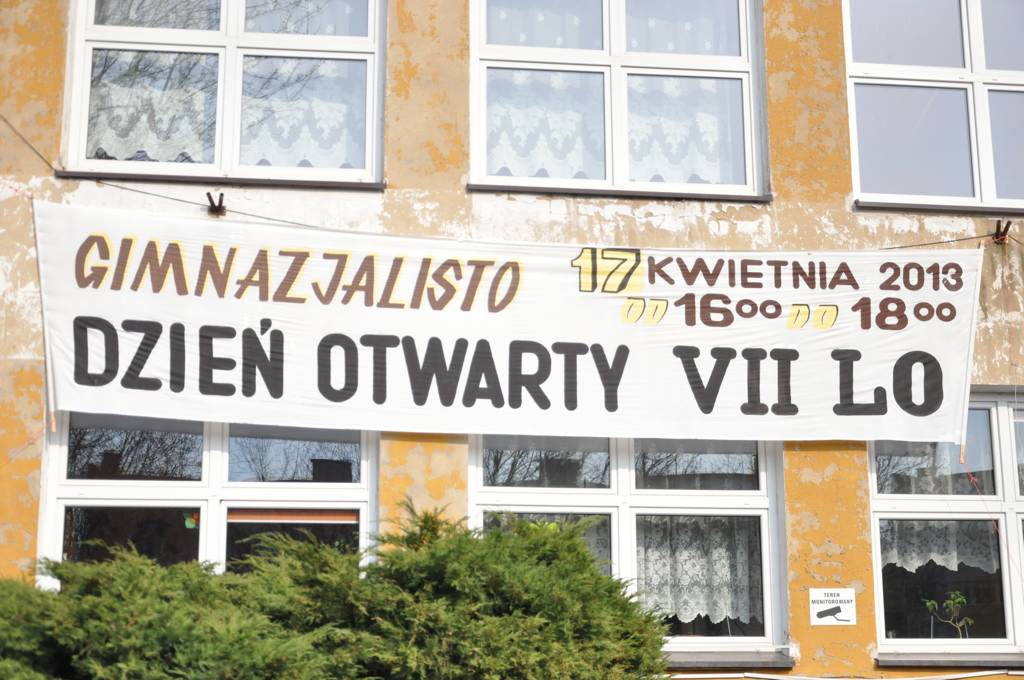 GIMNAZJALISTO
17 KWIETNIA 2013
OD 16⁰⁰ DO 18⁰⁰
DZIEŃ OTWARTY VII LO
TEREN
MONITOROWANY